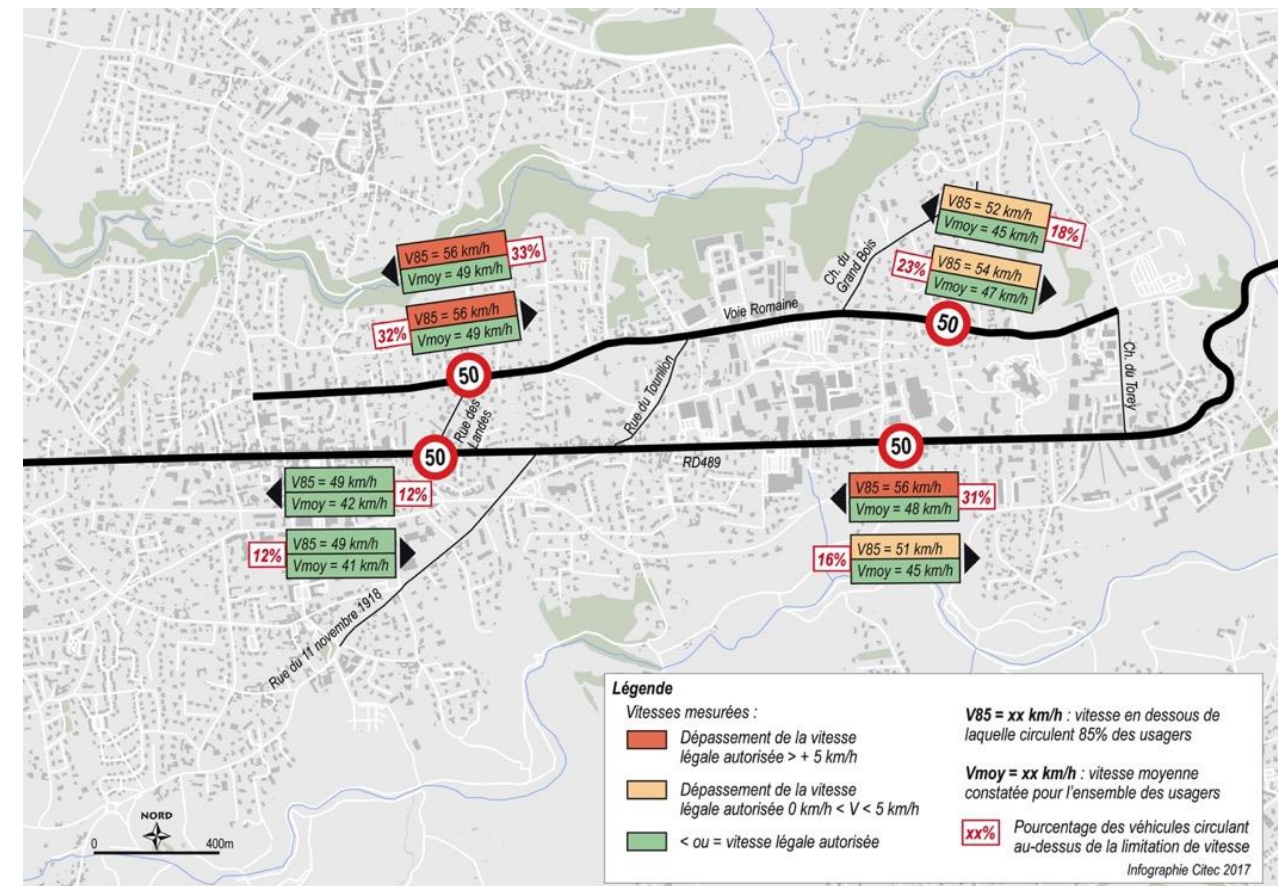 V85 = 52 km/h
Vmoy = 45 km/h
18%
V85 = 56 km/h
Vmoy = 49 km/h
33%
23%
V85 = 54 km/h
Vmoy = 47 km/h
Ch. du
Grand Bois
32%
V85 = 56 km/h
Vmoy = 49 km/h
Voie Romaine
50
50
Ch. du Torey
Rue du Tounillon
Rue des
Landes
50
50
RD489
V85 = 49 km/h
Vmoy = 42 km/h
12%
V85 = 56 km/h
Vmoy = 48 km/h
31%
12%
V85 = 49 km/h
Vmoy = 41 km/h
16%
V85 = 51 km/h
Vmoy = 45 km/h
Rue du 11 novembre 1918
Légende
Vitesses mesurées :
Dépassement de la vitesse
légale autorisée > + 5 km/h
Dépassement de la vitesse
légale autorisée 0 km/h < V < 5 km/h
< ou = vitesse légale autorisée
V85 = xx km/h : vitesse en dessous de
laquelle circulent 85% des usagers
Vmoy = xx km/h : vitesse moyenne
constatée pour l'ensemble des usagers
xx%
Pourcentage des véhicules circulant
au-dessus de la limitation de vitesse
Infographie Citec 2017
NORD
0 400m